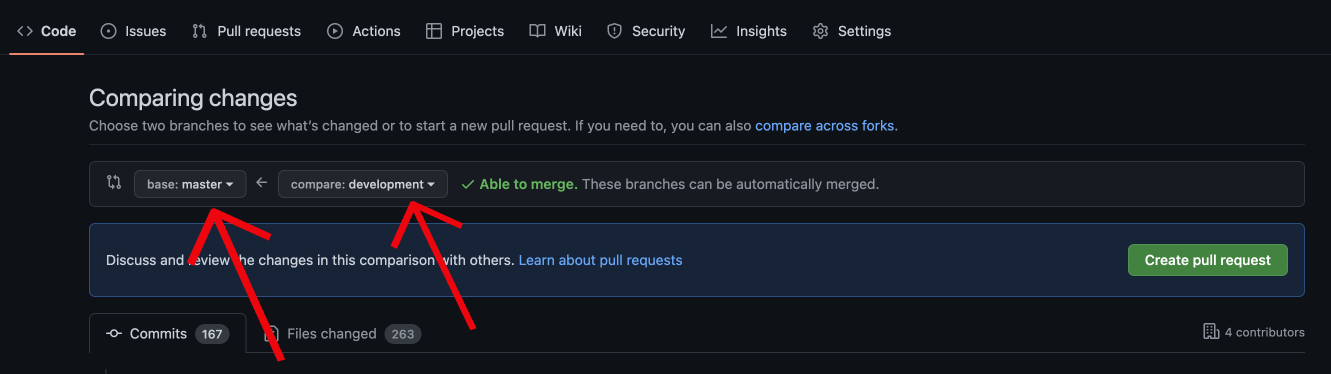 Code Issues Pull requests Actions Projects Wiki Security Insights Settings
Comparing changes
Choose two branches to see what's changed or to start a new pull request. If you need to, you can also compare across forks.
base: master compare: development Able to merge. These branches can be automatically merged.
Discuss and review the changes in this comparison with others. Learn about pull requests Create pull request
Commits 167 Files changed 263 4 contributors